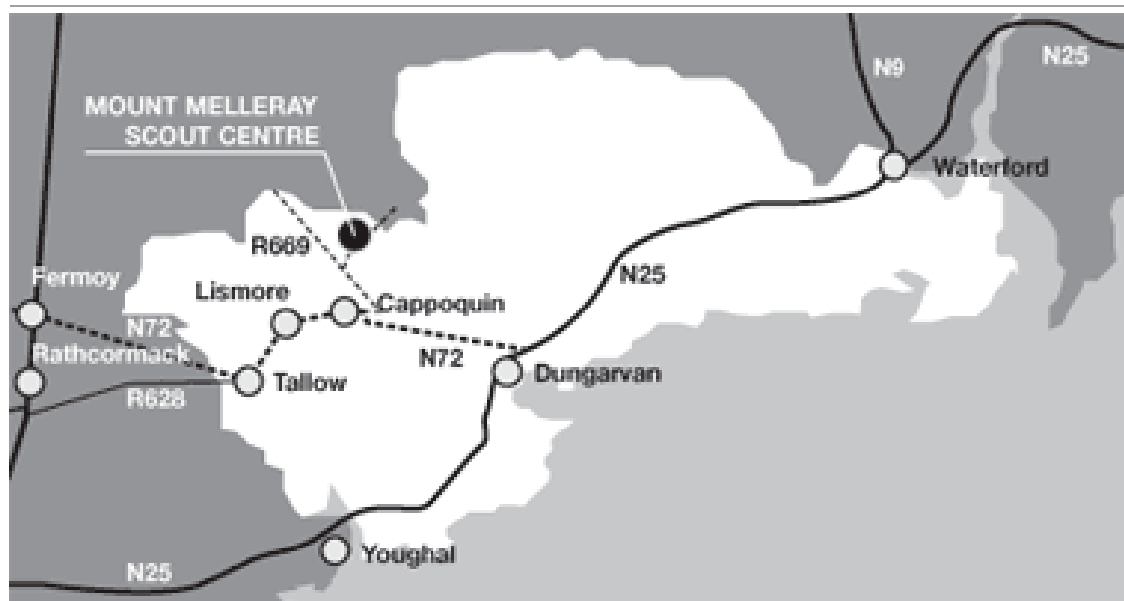 N25
N9
MOUNT MELLERAY
SCOUT CENTRE
Waterford
R669
Fermoy
Lismore
N25
Cappoquin
N72
Rathcormack
N72
Tallow
Dungarvan
R628
Youghal
N25